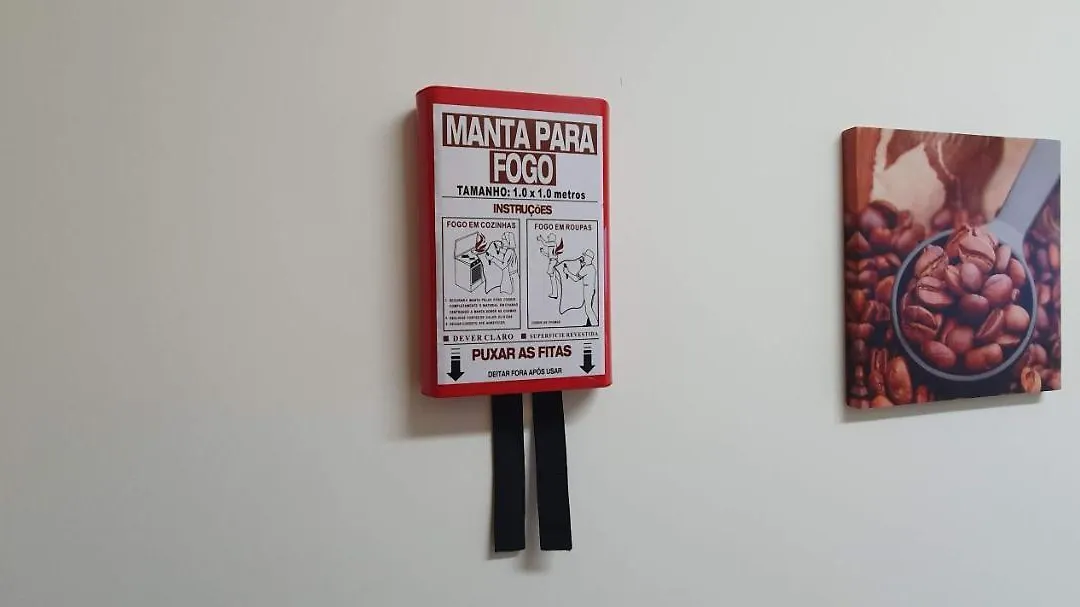 MANTA PARA
FOGO
TAMANHO: 1.0 x 1.0 metros
INSTRUÇÕES
FOGO EM COZINHAS
FOGO EM ROUPAS
■ DEVER CLARO ■ SUPERFICIE REVESTIDA
PUXAR AS FITAS
DEITAR FORA APÓS USAR